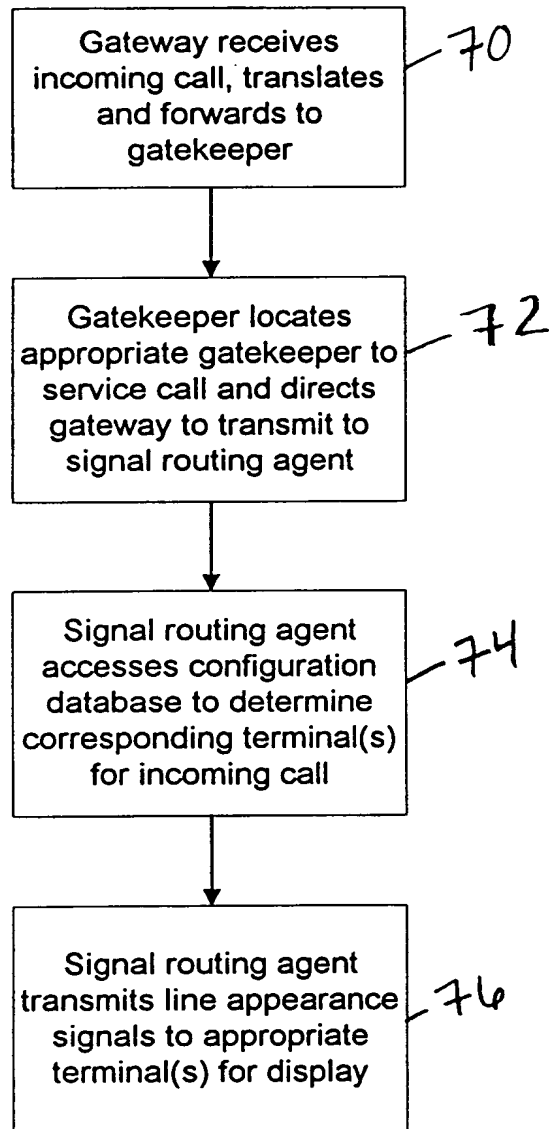 Gateway receives
incoming call, translates
and forwards to
gatekeeper
70
Gatekeeper locates
appropriate gatekeeper to
service call and directs
gateway to transmit to
signal routing agent
72
Signal routing agent
accesses configuration
database to determine
corresponding terminal(s)
for incoming call
74
Signal routing agent
transmits line appearance
signals to appropriate
terminal(s) for display
76